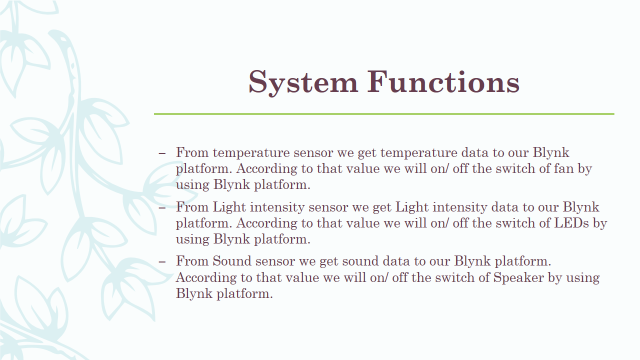 System Functions
– From temperature sensor we get temperature data to our Blynk
platform. According to that value we will on/ off the switch of fan by
using Blynk platform.
– From Light intensity sensor we get Light intensity data to our Blynk
platform. According to that value we will on/ off the switch of LEDs by
using Blynk platform.
– From Sound sensor we get sound data to our Blynk platform.
According to that value we will on/ off the switch of Speaker by using
Blynk platform.